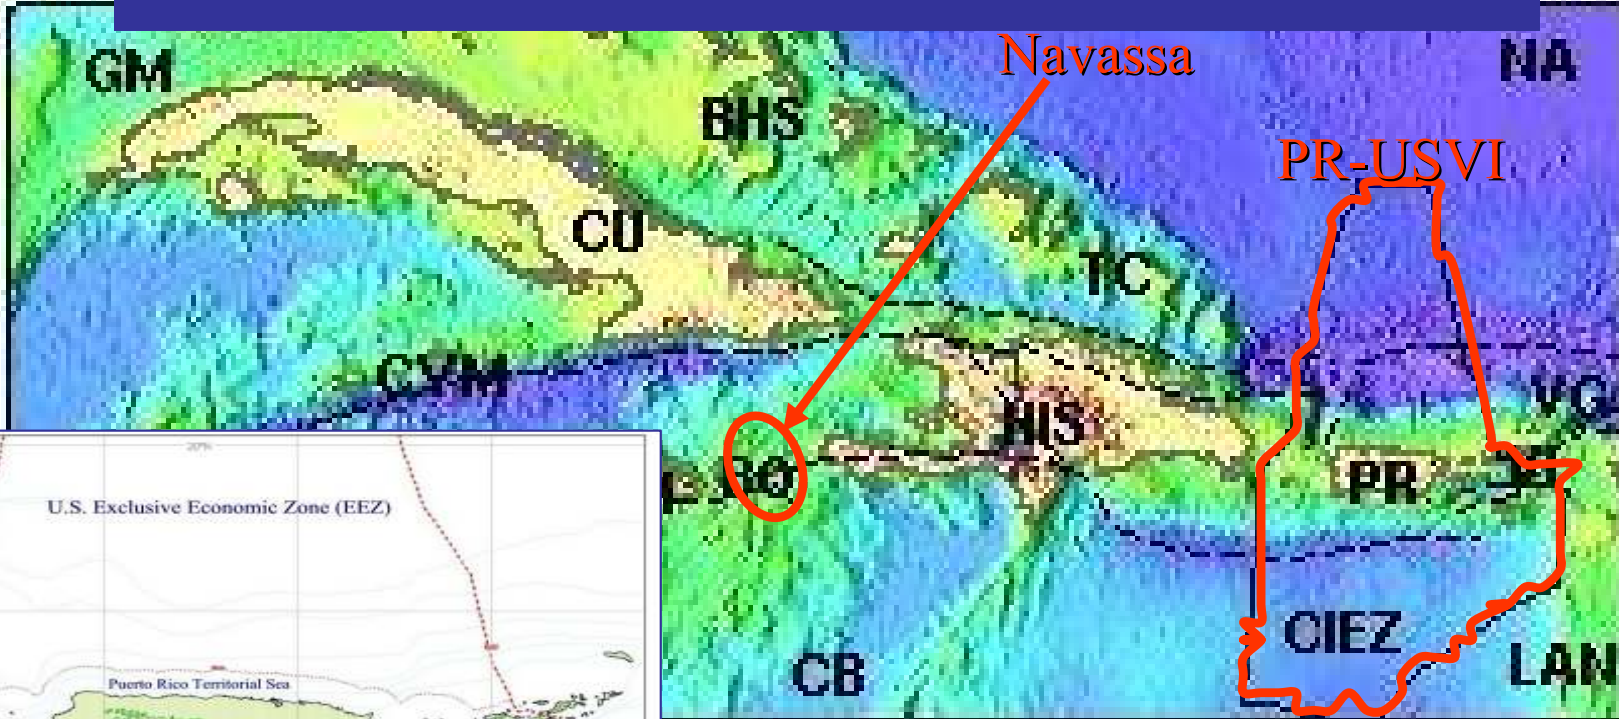 Navassa
NA
GM
BHS
PR-USVI
CU
TC
CYM
VG
HIS
PR
U.S. Exclusive Economic Zone (EEZ)
CIEZ
CB
LAN
Puerto Rico Territorial Sea